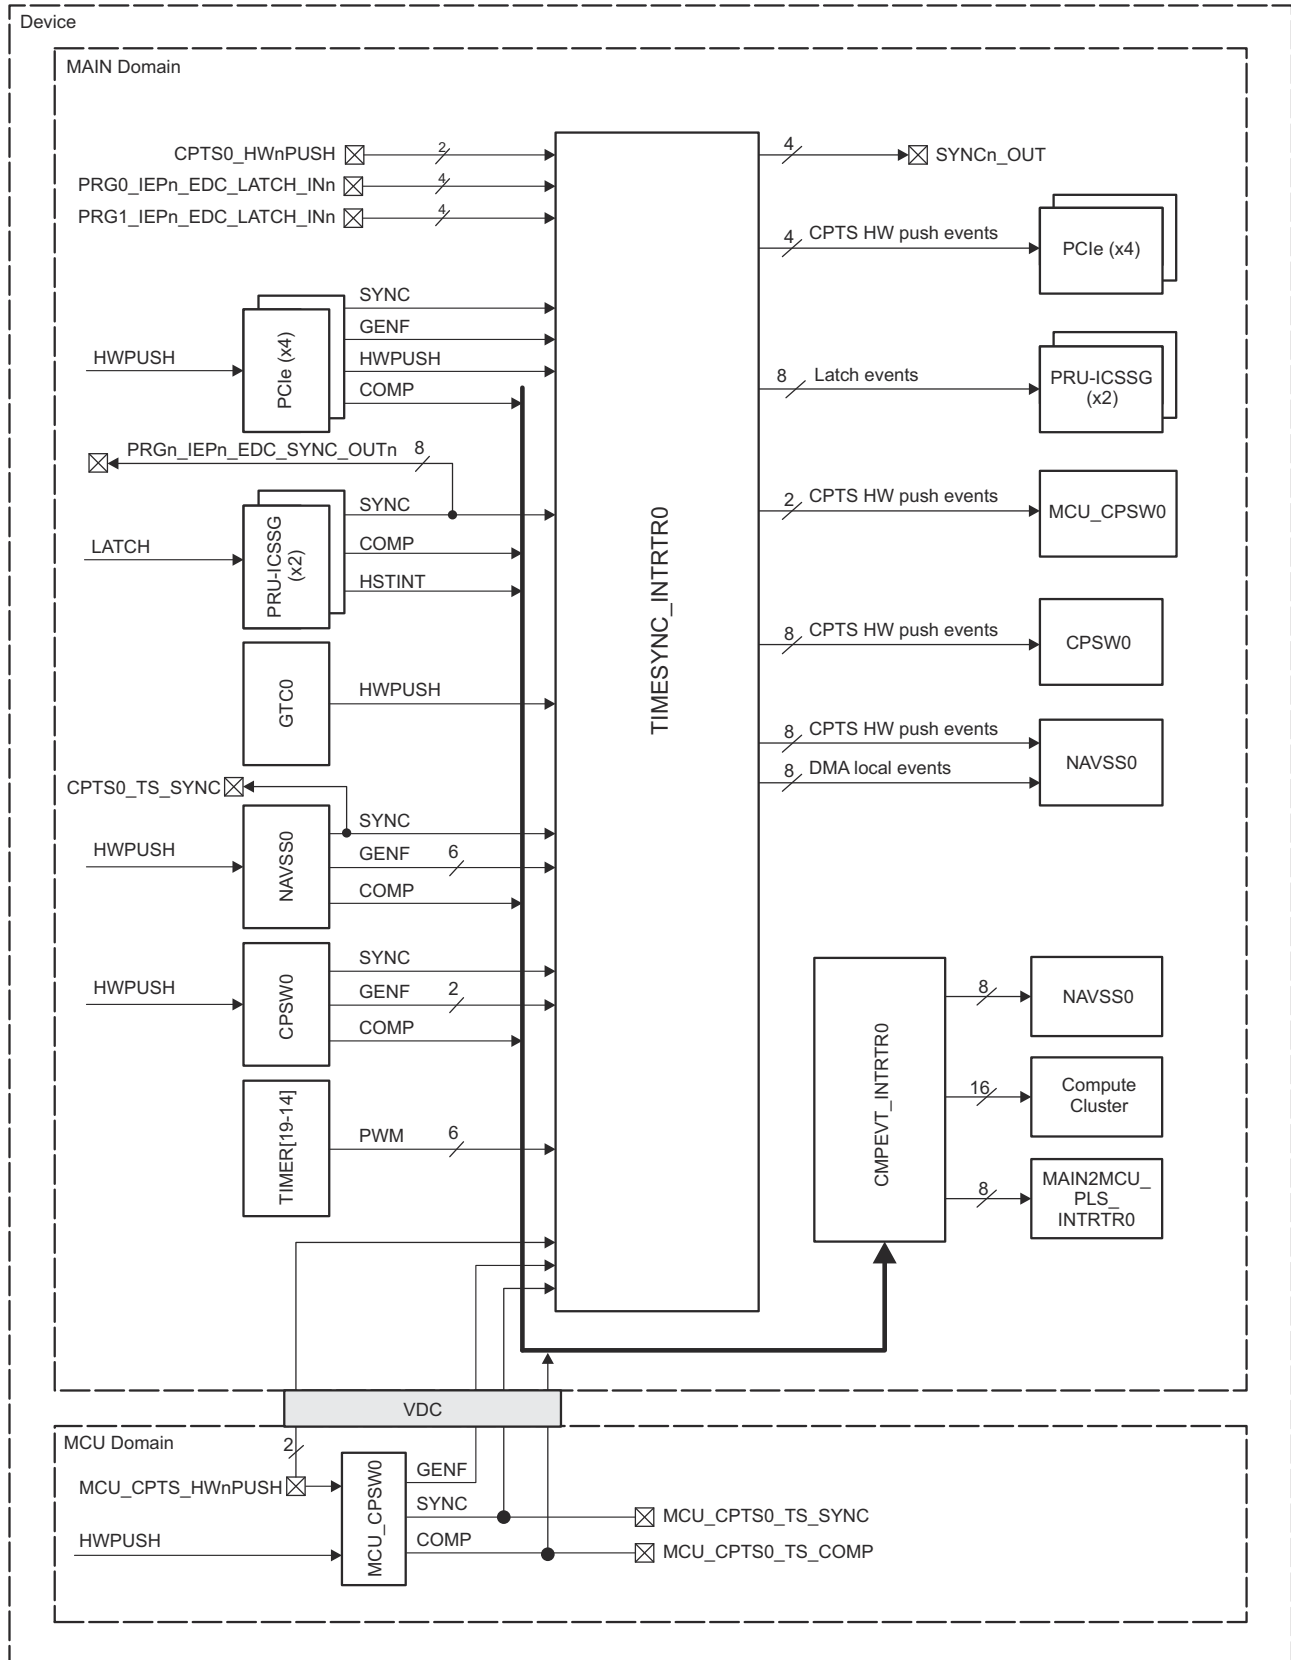 Device
MAIN Domain
CPTS0_HWnPUSH
2
PRG0_IEPn_EDC_LATCH_INn
4
PRG1_IEPn_EDC_LATCH_INn
4
4
SYNCn_OUT
4
CPTS HW push events
PCIe (x4)
HWPUSH
PCIe (x4)
SYNC
GENF
HWPUSH
COMP
8
Latch events
PRU-ICSSG
(x2)
PRGn_IEPn_EDC_SYNC_OUTn
8
LATCH
PRU-ICSSG
(x2)
SYNC
COMP
HSTINT
TIMESYNC_INTRTR0
2
CPTS HW push events
MCU_CPSW0
8
CPTS HW push events
CPSW0
GTC0
HWPUSH
8
CPTS HW push events
8
DMA local events
NAVSS0
CPTS0_TS_SYNC
HWPUSH
NAVSS0
SYNC
GENF
6
COMP
HWPUSH
CPSW0
SYNC
GENF
2
COMP
TIMER[19-14]
PWM
6
CMPEVT_INTRTR0
8
NAVSS0
16
Compute
Cluster
8
MAIN2MCU_
PLS_
INTRTR0
VDC
MCU Domain
2
MCU_CPTS_HWnPUSH
HWPUSH
MCU_CPSW0
GENF
SYNC
COMP
MCU_CPTS0_TS_SYNC
MCU_CPTS0_TS_COMP